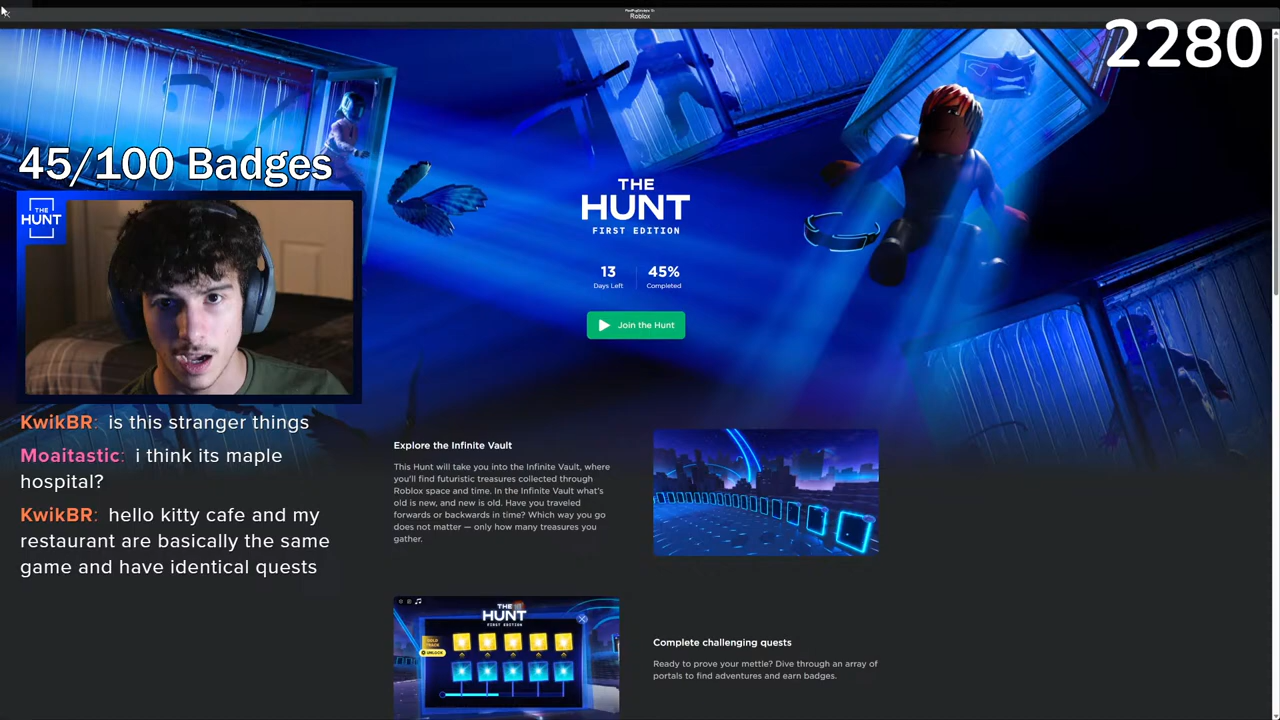 Roblox
2280
45/100 Badges
THE
HUNT
THE
HUNT
FIRST EDITION
13
Days Left
45%
Completed
Join the Hunt
KwikBR: is this stranger things
Moaitastic: i think its maple
hospital?
KwikBR: hello kitty cafe and my
restaurant are basically the same
game and have identical quests
Explore the Infinite Vault
This Hunt will take you into the Infinite Vault, where
you'll find futuristic treasures collected through
Roblox space and time. In the Infinite Vault what's
old is new, and new is old. Have you traveled
forwards or backwards in time? Which way you go
does not matter — only how many treasures you
gather.
THE
HUNT
FIRST EDITION
UNLOCK
Complete challenging quests
Ready to prove your mettle? Dive through an array of
portals to find adventures and earn badges.